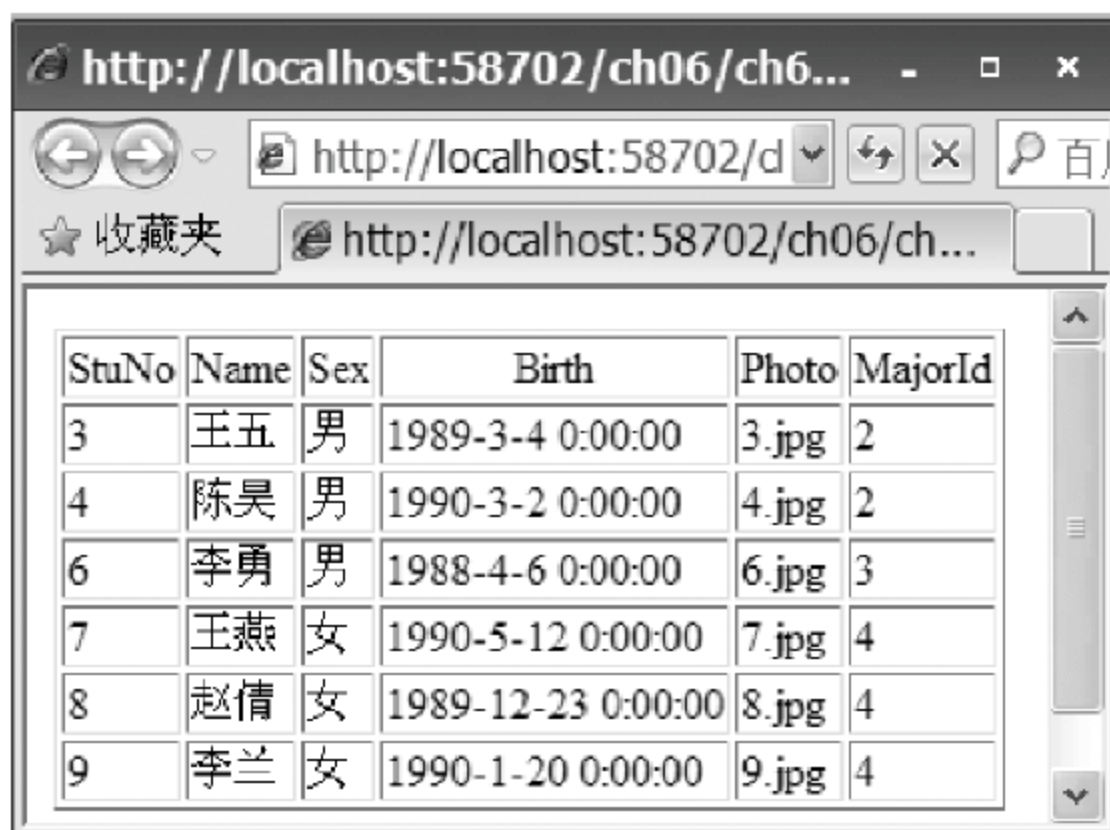 http://localhost:58702/ch06/ch6...
http://localhost:58702/d
百
收藏夹
http://localhost:58702/ch06/ch...
StuNo Name Sex Birth Photo MajorId
3 王五 男 1989-3-4 0:00:00 3.jpg 2
4 陈昊 男 1990-3-2 0:00:00 4.jpg 2
6 李勇 男 1988-4-6 0:00:00 6.jpg 3
7 王燕 女 1990-5-12 0:00:00 7.jpg 4
8 赵倩 女 1989-12-23 0:00:00 8.jpg 4
9 李兰 女 1990-1-20 0:00:00 9.jpg 4